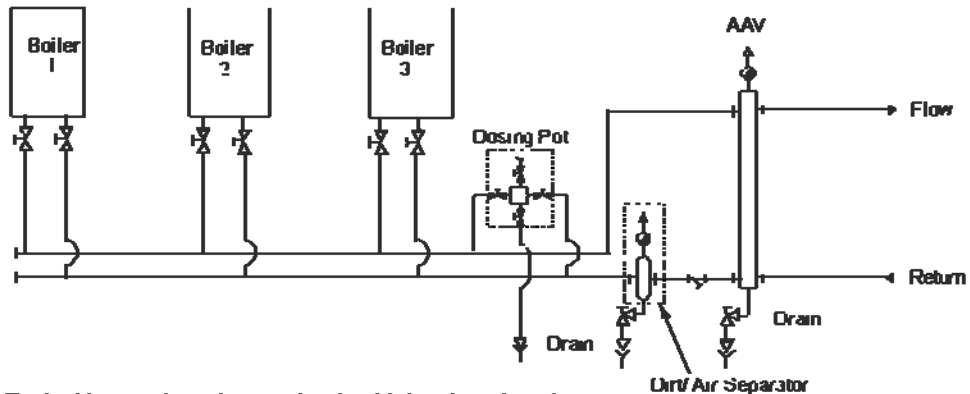 Boiler
1
Boiler
2
Boiler
3
AAV
Flow
Dosing Pot
Return
Drain
Drain
Dirt/ Air Separator